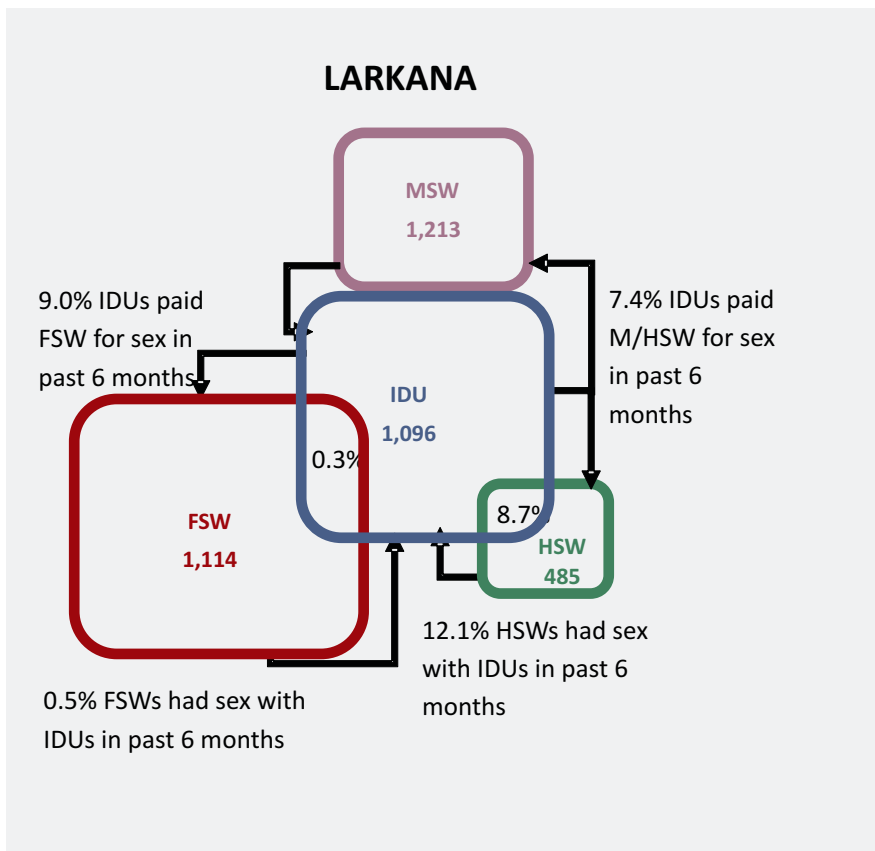 LARKANA
MSW
1,213
9.0% IDUs paid
FSW for sex in
past 6 months
7.4% IDUs paid
M/HSW for sex
in past 6
months
IDU
1,096
0.3%
FSW
1,114
8.7%
HSW
485
12.1% HSWs had sex
with IDUs in past 6
months
0.5% FSWs had sex with
IDUs in past 6 months